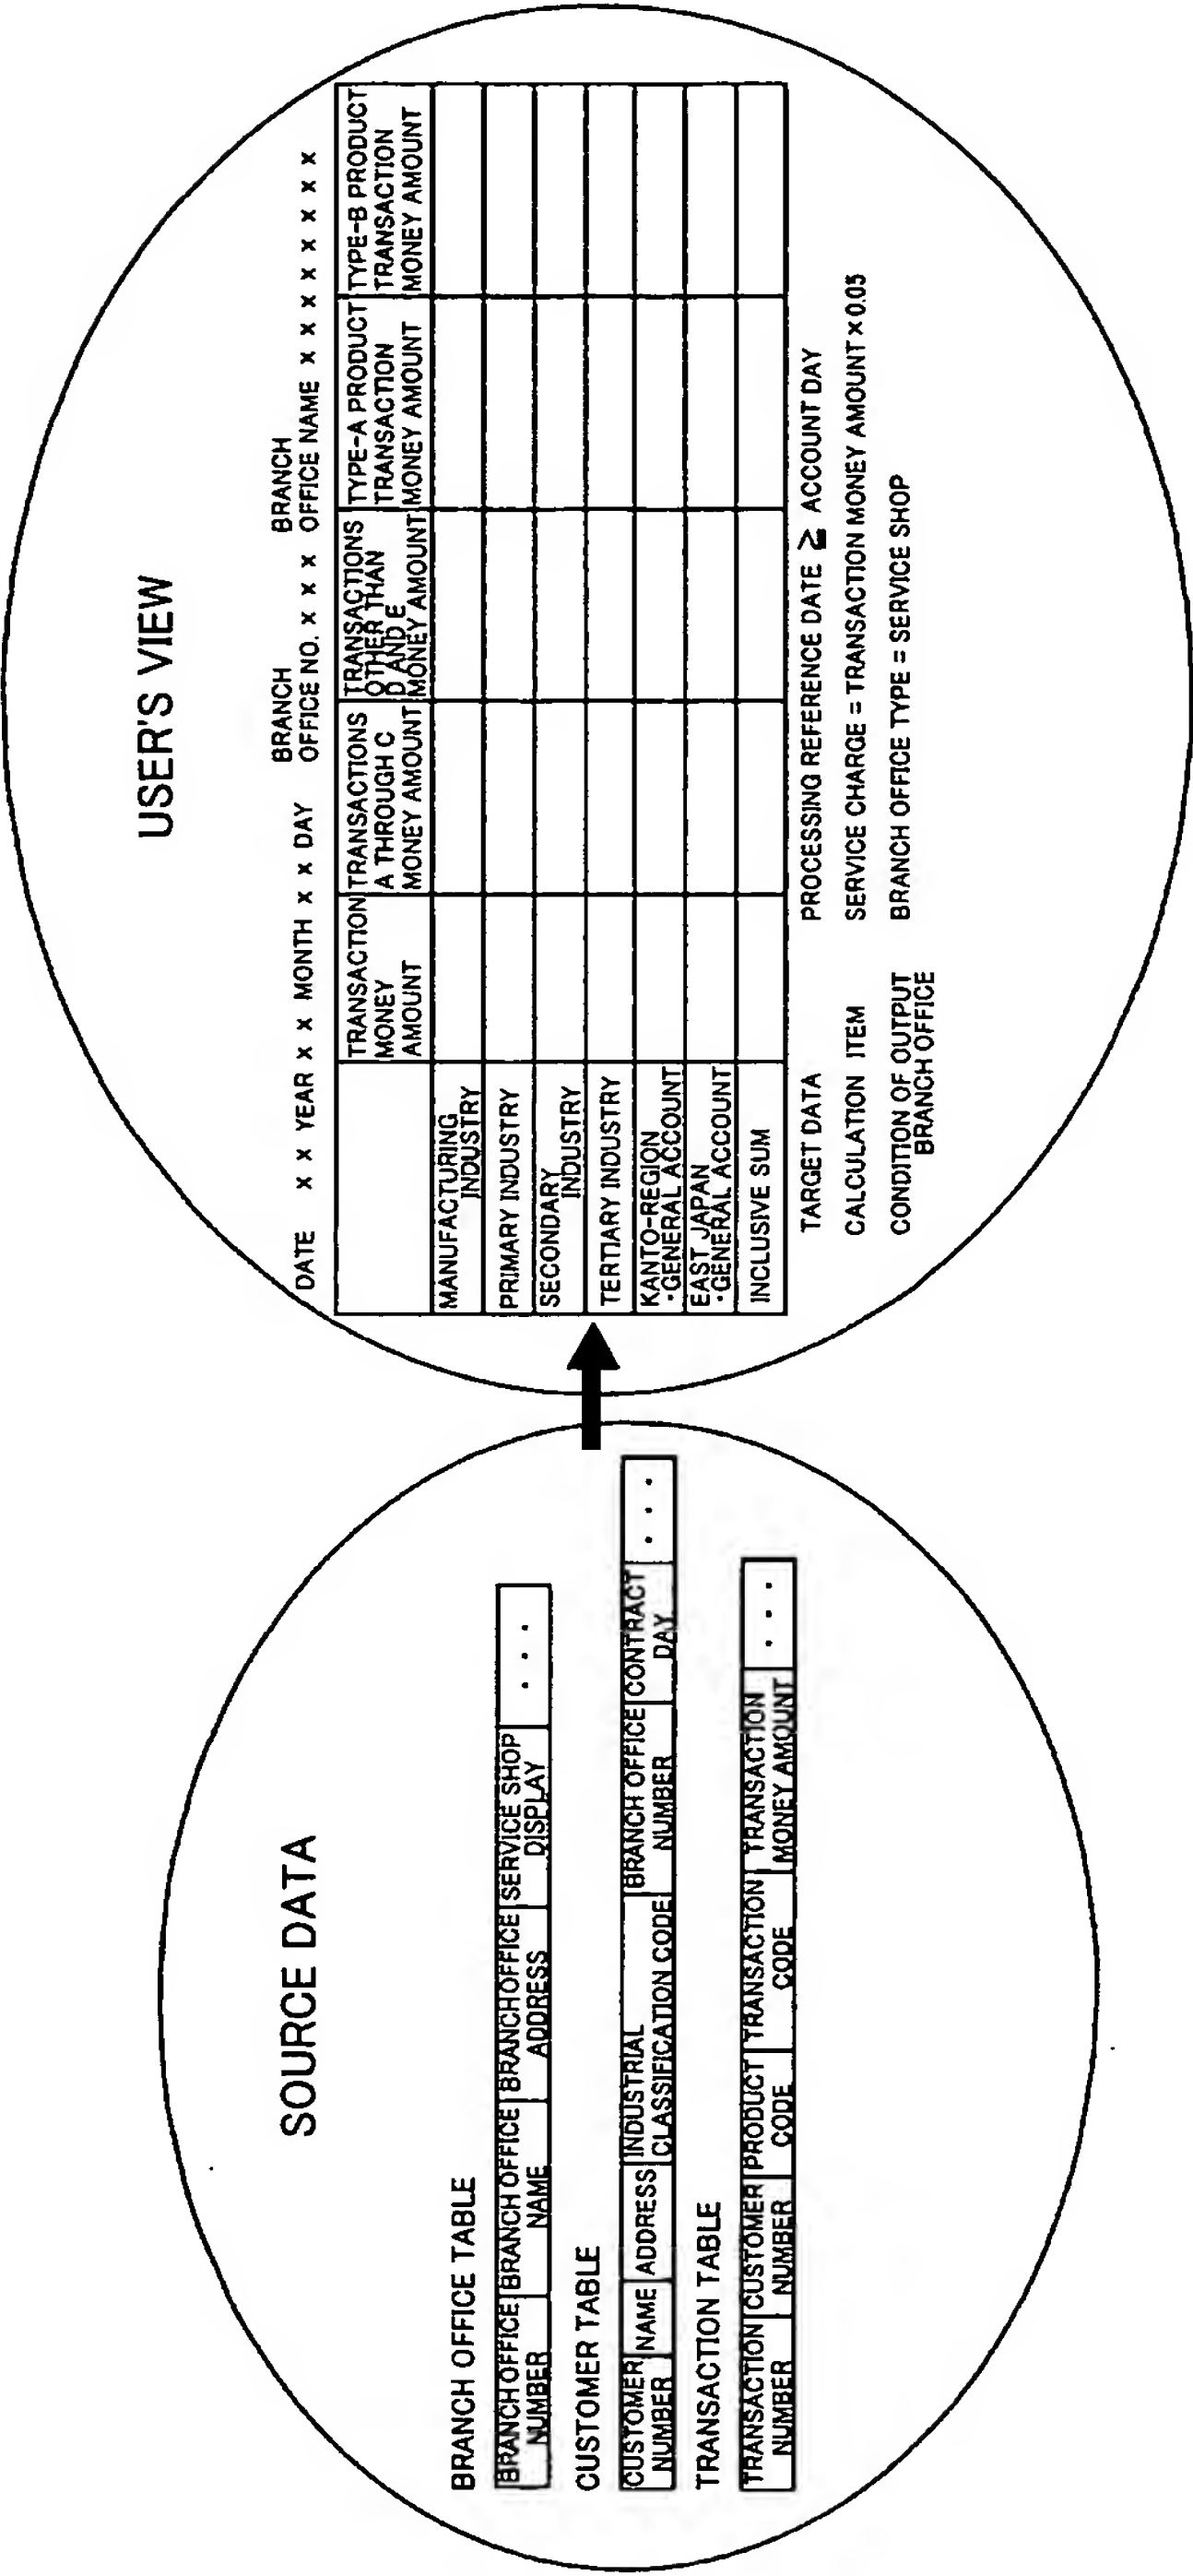 SOURCE DATA
BRANCH OFFICE TABLE
BRANCH OFFICE NUMBER BRANCH OFFICE NAME BRANCH OFFICE ADDRESS SERVICE SHOP DISPLAY . . .
CUSTOMER TABLE
CUSTOMER NUMBER NAME ADDRESS INDUSTRIAL CLASSIFICATION CODE BRANCH OFFICE NUMBER CONTRACT DAY . . .
TRANSACTION TABLE
TRANSACTION NUMBER CUSTOMER NUMBER PRODUCT CODE TRANSACTION CODE TRANSACTION MONEY AMOUNT . . .
USER'S VIEW
DATE x x YEAR x x MONTH x x DAY BRANCH OFFICE NO. x x x BRANCH OFFICE NAME x x x x x x x x
TRANSACTION MONEY AMOUNT
TRANSACTIONS A THROUGH C MONEY AMOUNT
TRANSACTIONS OTHER THAN D AND E MONEY AMOUNT
TYPE-A PRODUCT TRANSACTION MONEY AMOUNT
TYPE-B PRODUCT TRANSACTION MONEY AMOUNT
MANUFACTURING INDUSTRY
PRIMARY INDUSTRY
SECONDARY INDUSTRY
TERTIARY INDUSTRY
KANTO-REGION
·GENERAL ACCOUNT
EAST JAPAN
·GENERAL ACCOUNT
INCLUSIVE SUM
TARGET DATA PROCESSING REFERENCE DATE ≧ ACCOUNT DAY
CALCULATION ITEM SERVICE CHARGE = TRANSACTION MONEY AMOUNT×0.05
CONDITION OF OUTPUT BRANCH OFFICE BRANCH OFFICE TYPE = SERVICE SHOP